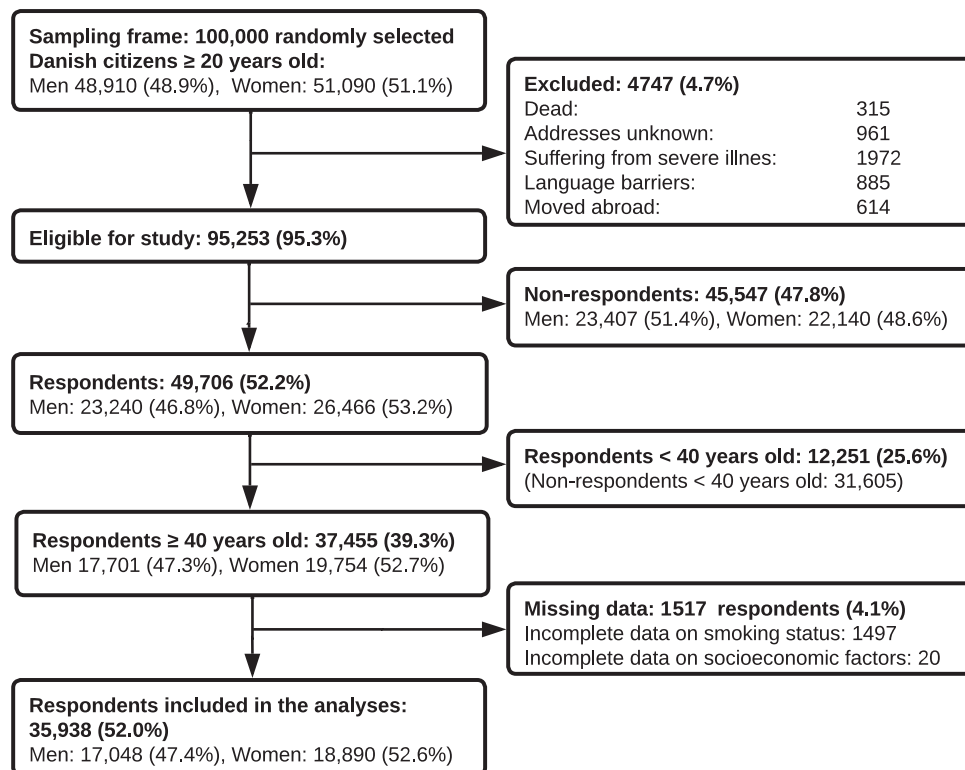 Sampling frame: 100,000 randomly selected
Danish citizens ≥ 20 years old:
Men 48,910 (48.9%), Women: 51,090 (51.1%)
Excluded: 4747 (4.7%)
Dead: 315
Addresses unknown: 961
Suffering from severe illnes: 1972
Language barriers: 885
Moved abroad: 614
Eligible for study: 95,253 (95.3%)
Non-respondents: 45,547 (47.8%)
Men: 23,407 (51.4%), Women: 22,140 (48.6%)
Respondents: 49,706 (52.2%)
Men: 23,240 (46.8%), Women: 26,466 (53.2%)
Respondents < 40 years old: 12,251 (25.6%)
(Non-respondents < 40 years old: 31,605)
Respondents ≥ 40 years old: 37,455 (39.3%)
Men 17,701 (47.3%), Women 19,754 (52.7%)
Missing data: 1517 respondents (4.1%)
Incomplete data on smoking status: 1497
Incomplete data on socioeconomic factors: 20
Respondents included in the analyses:
35,938 (52.0%)
Men: 17,048 (47.4%), Women: 18,890 (52.6%)